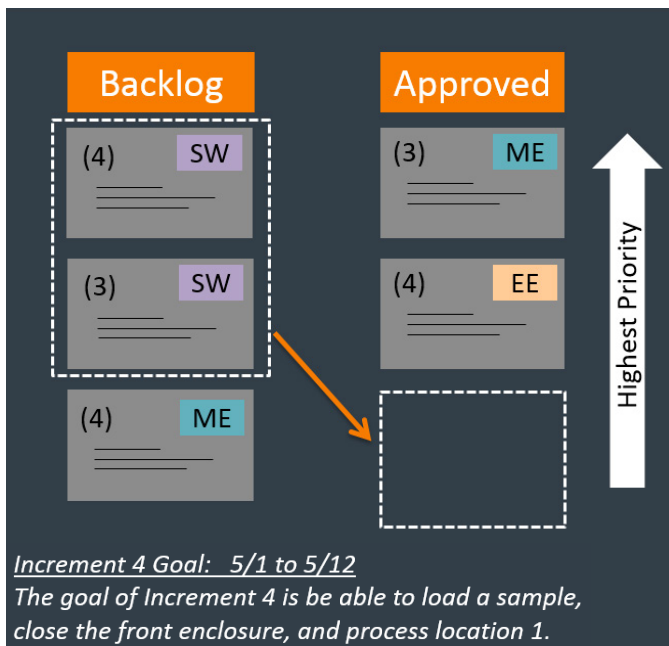 Backlog
Approved
(4) SW
(3) ME
(3) SW
(4) EE
(4) ME
Highest Priority
Increment 4 Goal: 5/1 to 5/12
The goal of Increment 4 is be able to load a sample,
close the front enclosure, and process location 1.